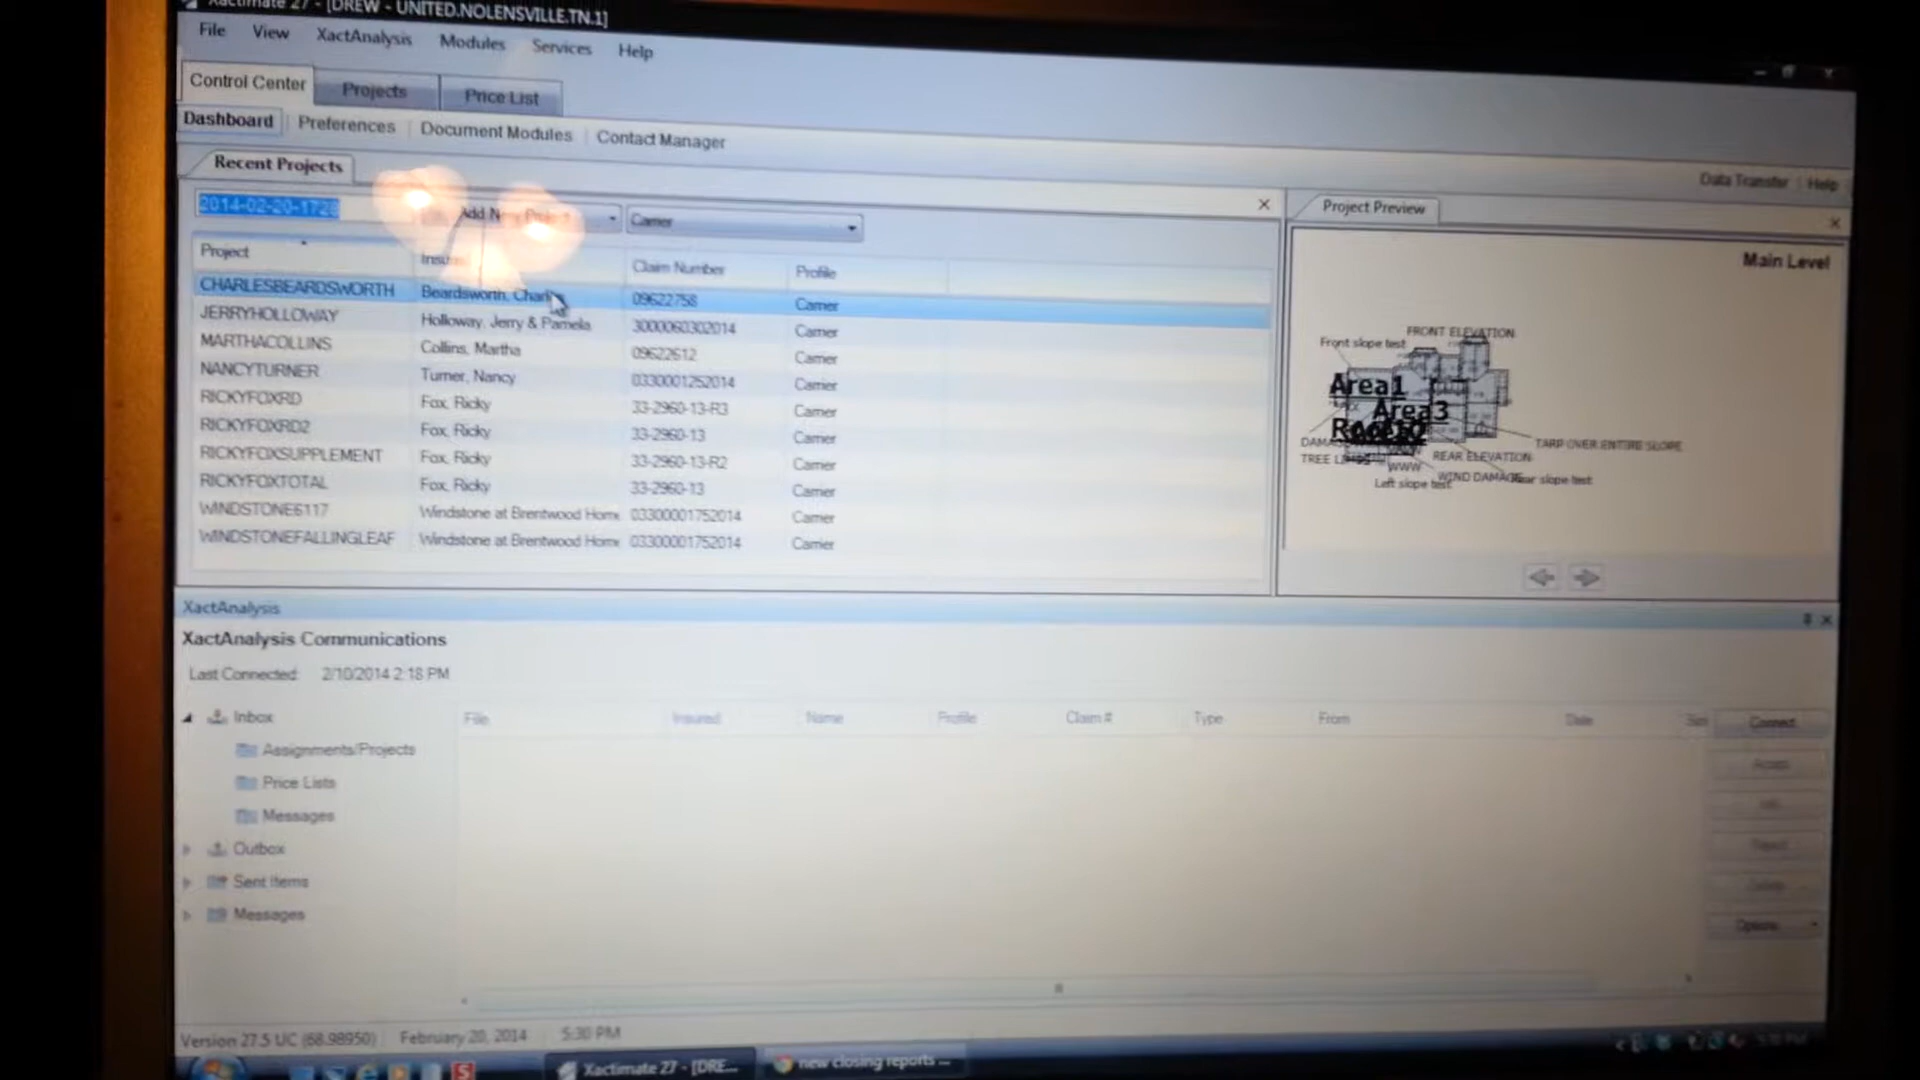 Xactimate 27 - [DREW - UNITED.NOLENSVILLE.TN.1]
File View XactAnalysis Modules Services Help
Control Center Projects Price List
Dashboard Preferences Document Modules Contact Manager
Data Transfer Help
Recent Projects
Project Preview
2014-02-20-1728 Add New Project Carrier
Project Claim Number Profile
CHARLESBEARDSWORTH Beardsworth, Charl 09622758 Carrier
JERRYHOLLOWAY Holloway, Jerry & Pamela 3000060302014 Carrier
MARTHACOLLINS Collins, Martha 09622612 Carrier
NANCYTURNER Turner, Nancy 0330001252014 Carrier
RICKYFOXRD Fox, Ricky 33-2960-13-R3 Carrier
RICKYFOXRD2 Fox, Ricky 33-2960-13 Carrier
RICKYFOXSUPPLEMENT Fox, Ricky 33-2960-13-R2 Carrier
RICKYFOXTOTAL Fox, Ricky 33-2960-13 Carrier
WINDSTONE6117 Windstone at Brentwood Home 03300001752014 Carrier
WINDSTONEFALLINGLEAF Windstone at Brentwood Home 03300001752014 Carrier
Main Level
FRONT ELEVATION
Front slope test
Area1
Area3
TARP OVER ENTIRE SLOPE
REAR ELEVATION
WIND DAMAGE
Left slope test
Rear slope test
XactAnalysis
XactAnalysis Communications
Last Connected: 2/10/2014 2:18 PM
File Insured Name Profile Claim # Type From Date
Inbox
Assignments/Projects
Price Lists
Messages
Outbox
Sent Items
Messages
Connect
Accept
Delete
Options
Version 27.5 UC (68.98950) February 20, 2014 5:30 PM
Xactimate 27 - [DRE... new closing reports ...